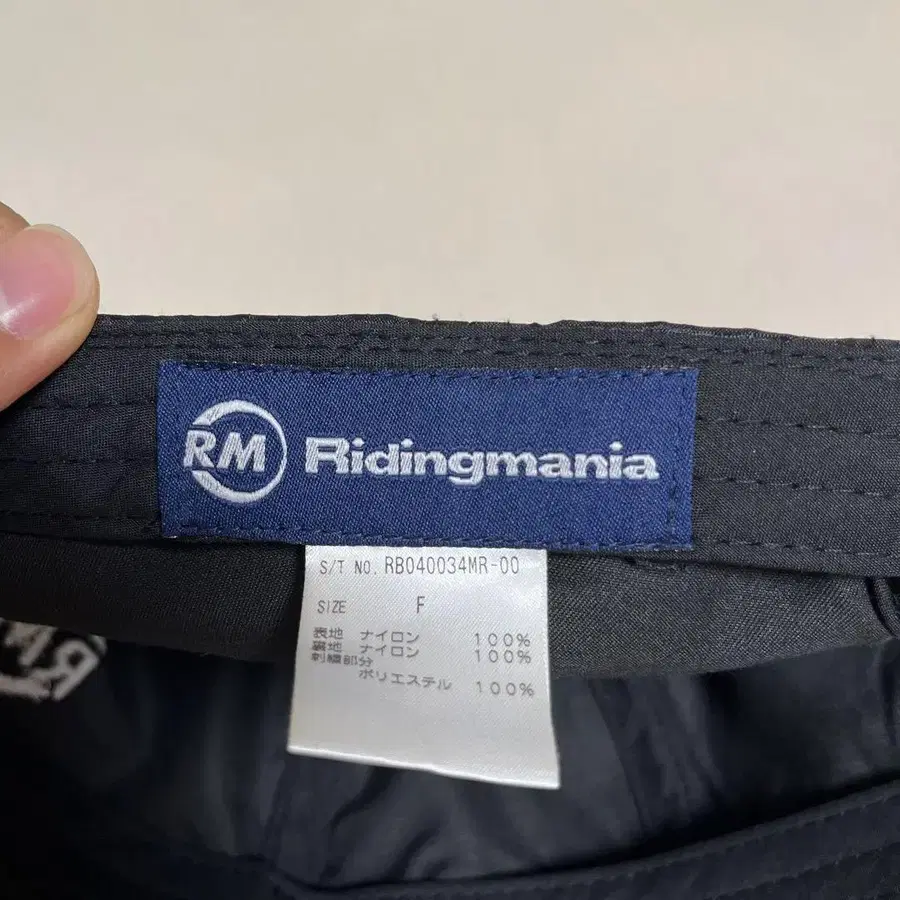 RM Ridingmania
S/T NO. RB040034MR-00
SIZE F
表地 ナイロン 100%
裏地 ナイロン 100%
刺繍部分
ポリエステル 100%
RM